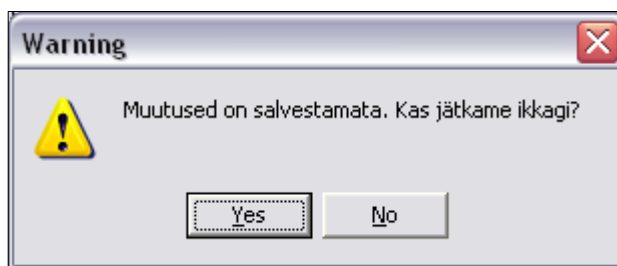 Warning
Muutused on salvestamata. Kas jätkame ikkagi?
Yes
No